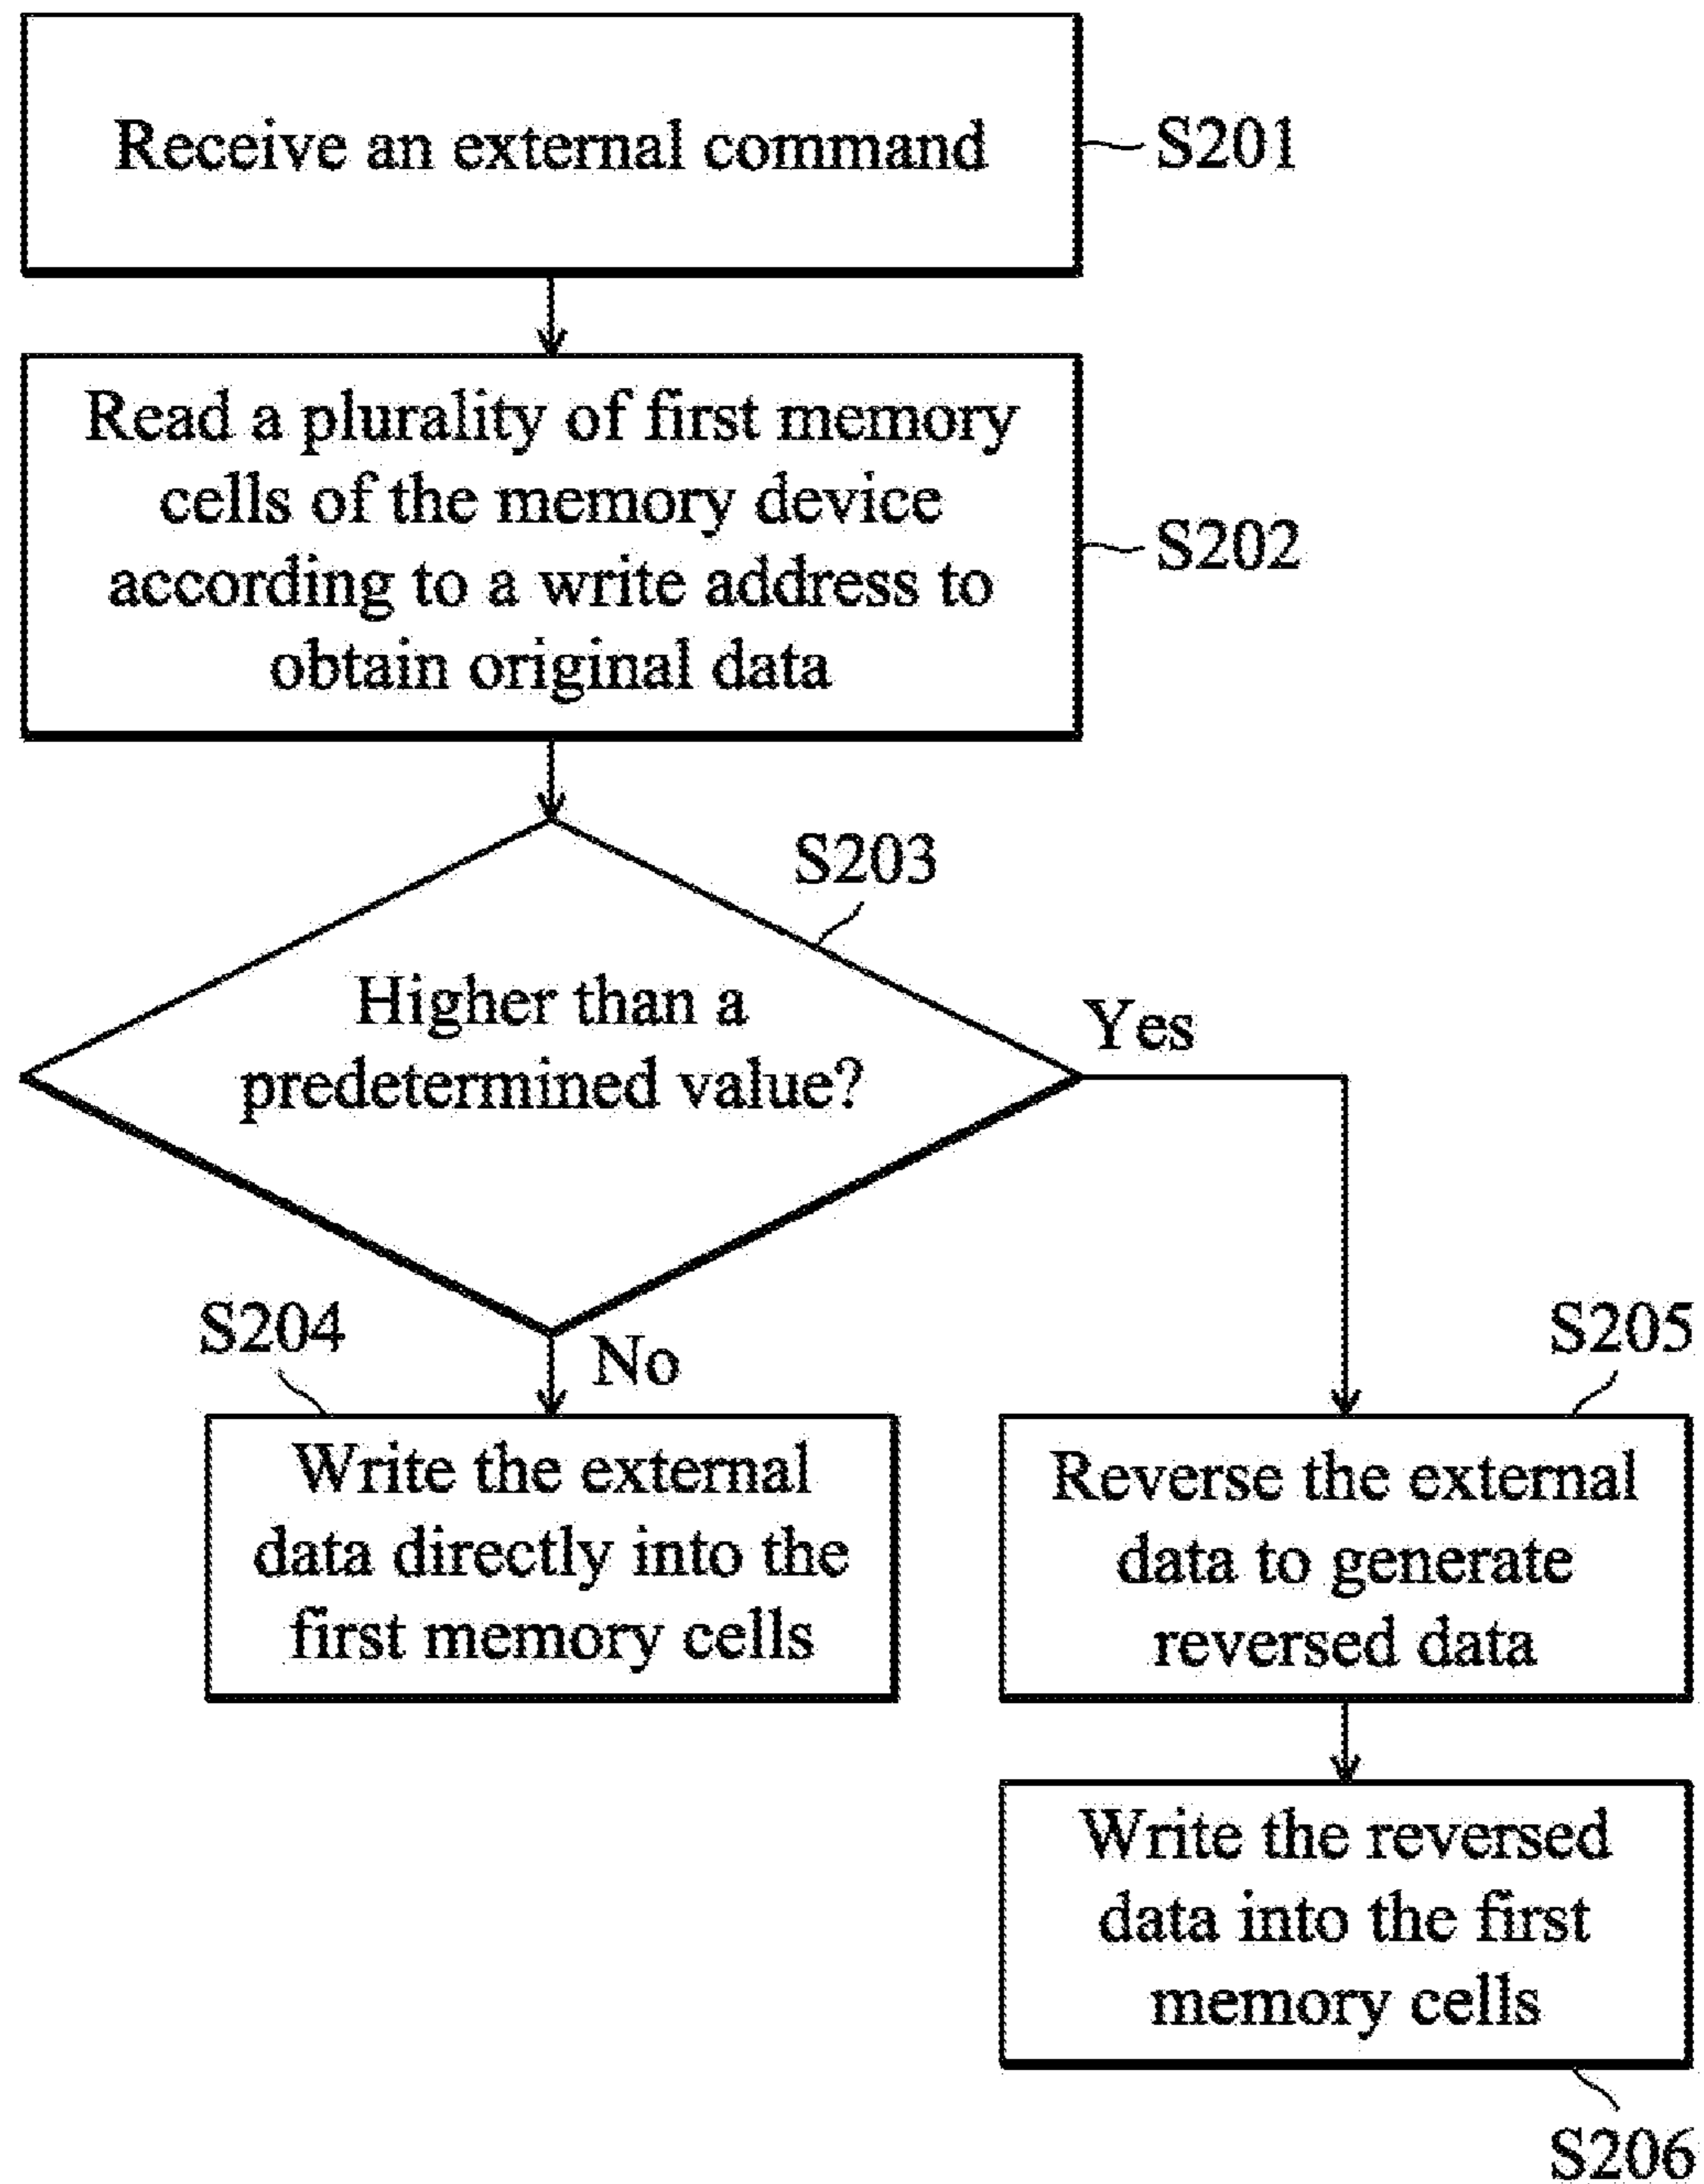 Receive an external command
S201
Read a plurality of first memory
cells of the memory device
according to a write address to
obtain original data
S202
S203
Higher than a
predetermined value?
Yes
No
S204
Write the external
data directly into the
first memory cells
S205
Reverse the external
data to generate
reversed data
Write the reversed
data into the first
memory cells
S206